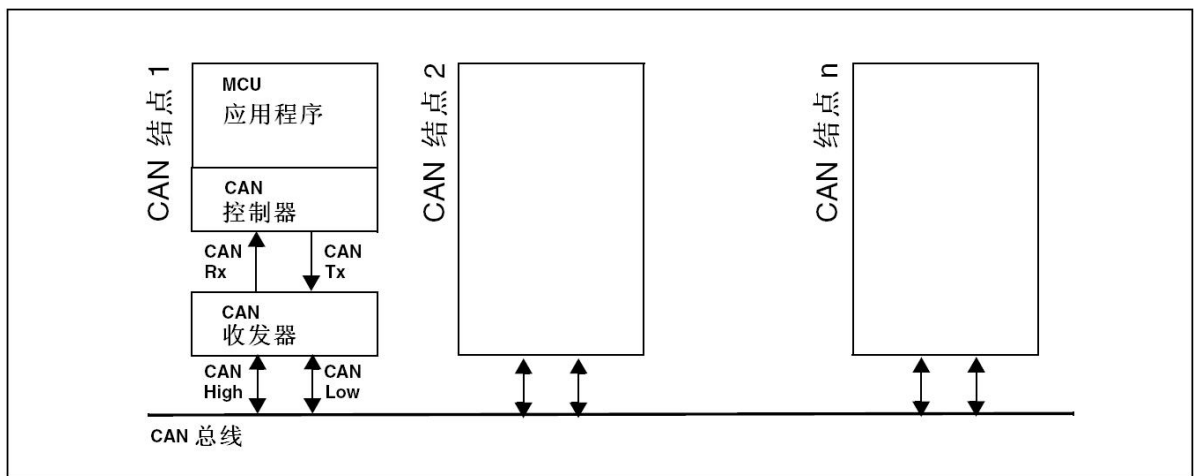 CAN 结点 1
MCU
应用程序
CAN
控制器
CAN
Rx
CAN
Tx
CAN
收发器
CAN
High
CAN
Low
CAN 结点 2
CAN 结点 n
CAN 总线